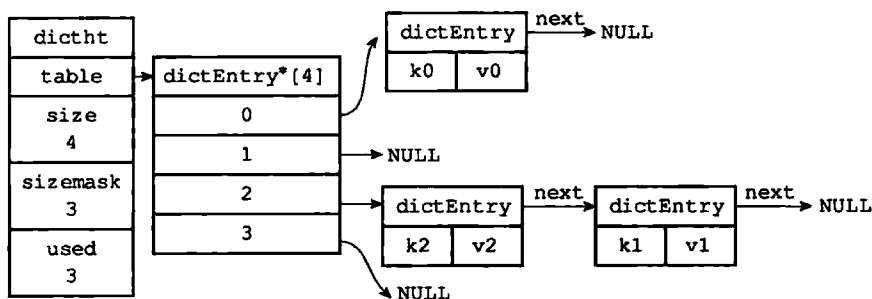 dictht
table
size
4
sizemask
3
used
3
dictEntry*[4]
0
1
2
3
dictEntry
k0 v0
next
NULL
NULL
dictEntry
k2 v2
next
dictEntry
k1 v1
next
NULL
NULL